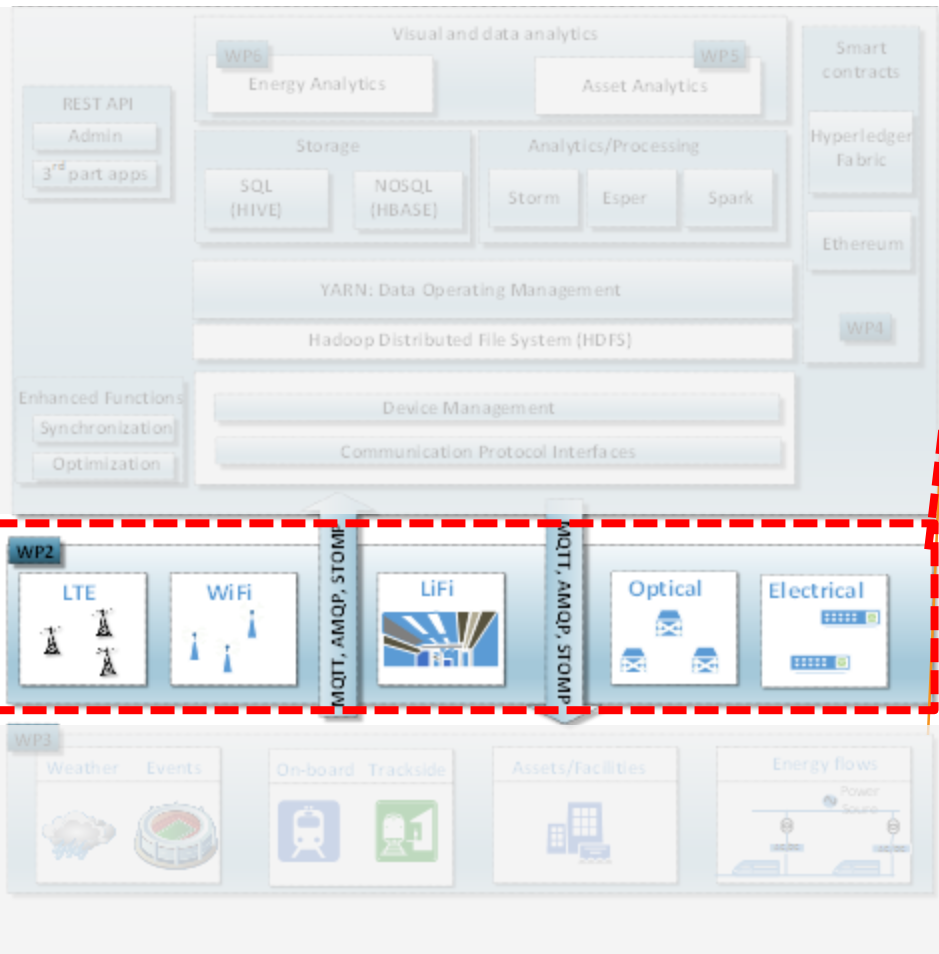 Visual and data analytics
WP6
Energy Analytics
WP5
Asset Analytics
Smart
contracts
Hyperledger
Fabric
Ethereum
WP4
REST API
Admin
3rd part apps
Storage
SQL
(HIVE)
NOSQL
(HBASE)
Analytics/Processing
Storm
Esper
Spark
YARN: Data Operating Management
Hadoop Distributed File System (HDFS)
Enhanced Functions
Synchronization
Optimization
Device Management
Communication Protocol Interfaces
WP2
LTE
WiFi
MQTT, AMQP, STOMP
LiFi
MQTT, AMQP, STOMP
Optical
Electrical
WP3
Weather
Events
On-board
Trackside
Assets/Facilities
Energy flows
Power
Soure